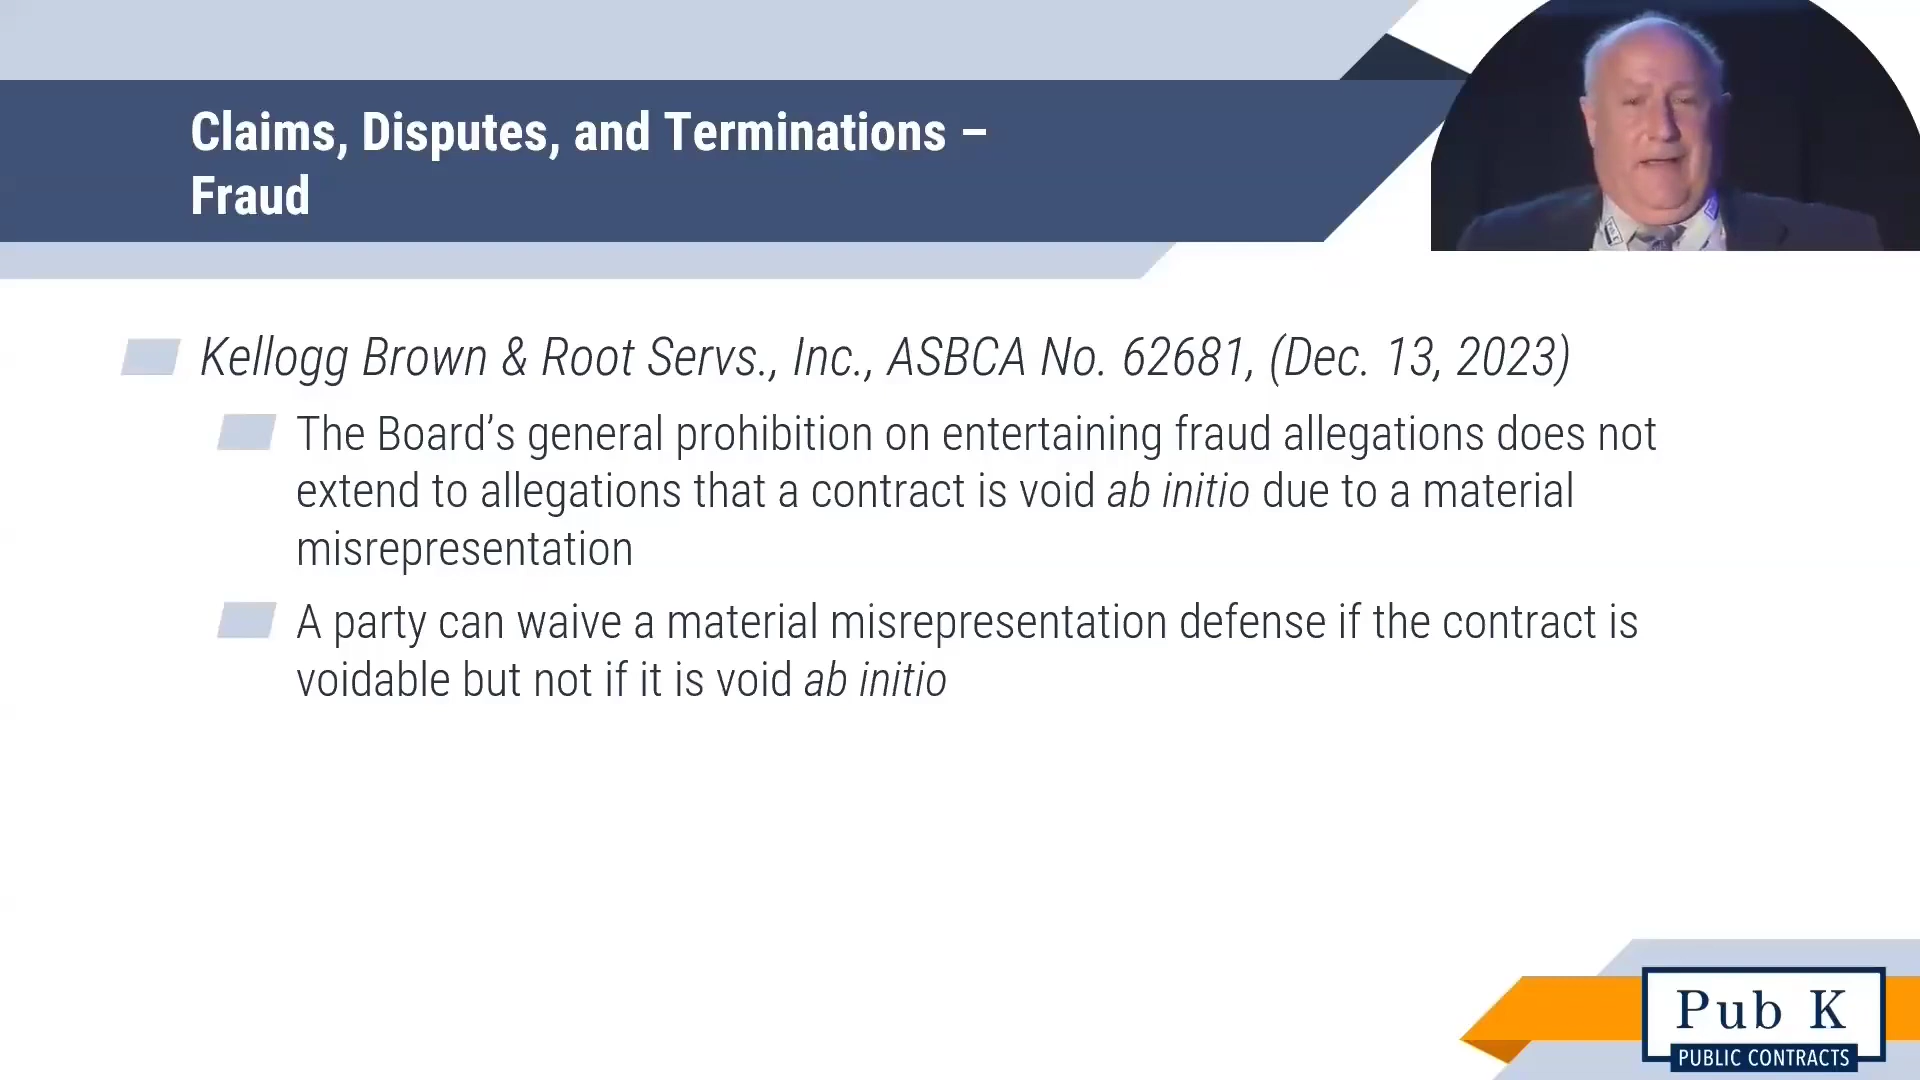 Claims, Disputes, and Terminations –
Fraud
Kellogg Brown & Root Servs., Inc., ASBCA No. 62681, (Dec. 13, 2023)
The Board’s general prohibition on entertaining fraud allegations does not
extend to allegations that a contract is void ab initio due to a material
misrepresentation
A party can waive a material misrepresentation defense if the contract is
voidable but not if it is void ab initio
Pub K
PUBLIC CONTRACTS